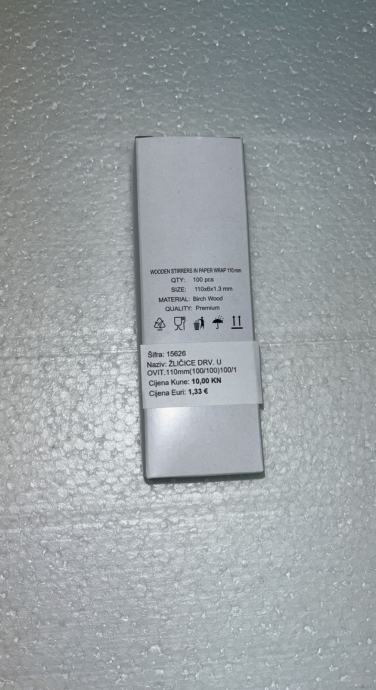 WOODEN STIRRERS IN PAPER WRAP 110mm
QTY: 100 pcs
SIZE: 110x6x1.3 mm
MATERIAL: Birch Wood
QUALITY: Premium
Šifra: 15626
Naziv: ŽLIČICE DRV. U
OVIT.110mm(100/100)100/1
Cijena Kune: 10,00 KN
Cijena Euri: 1,33 €